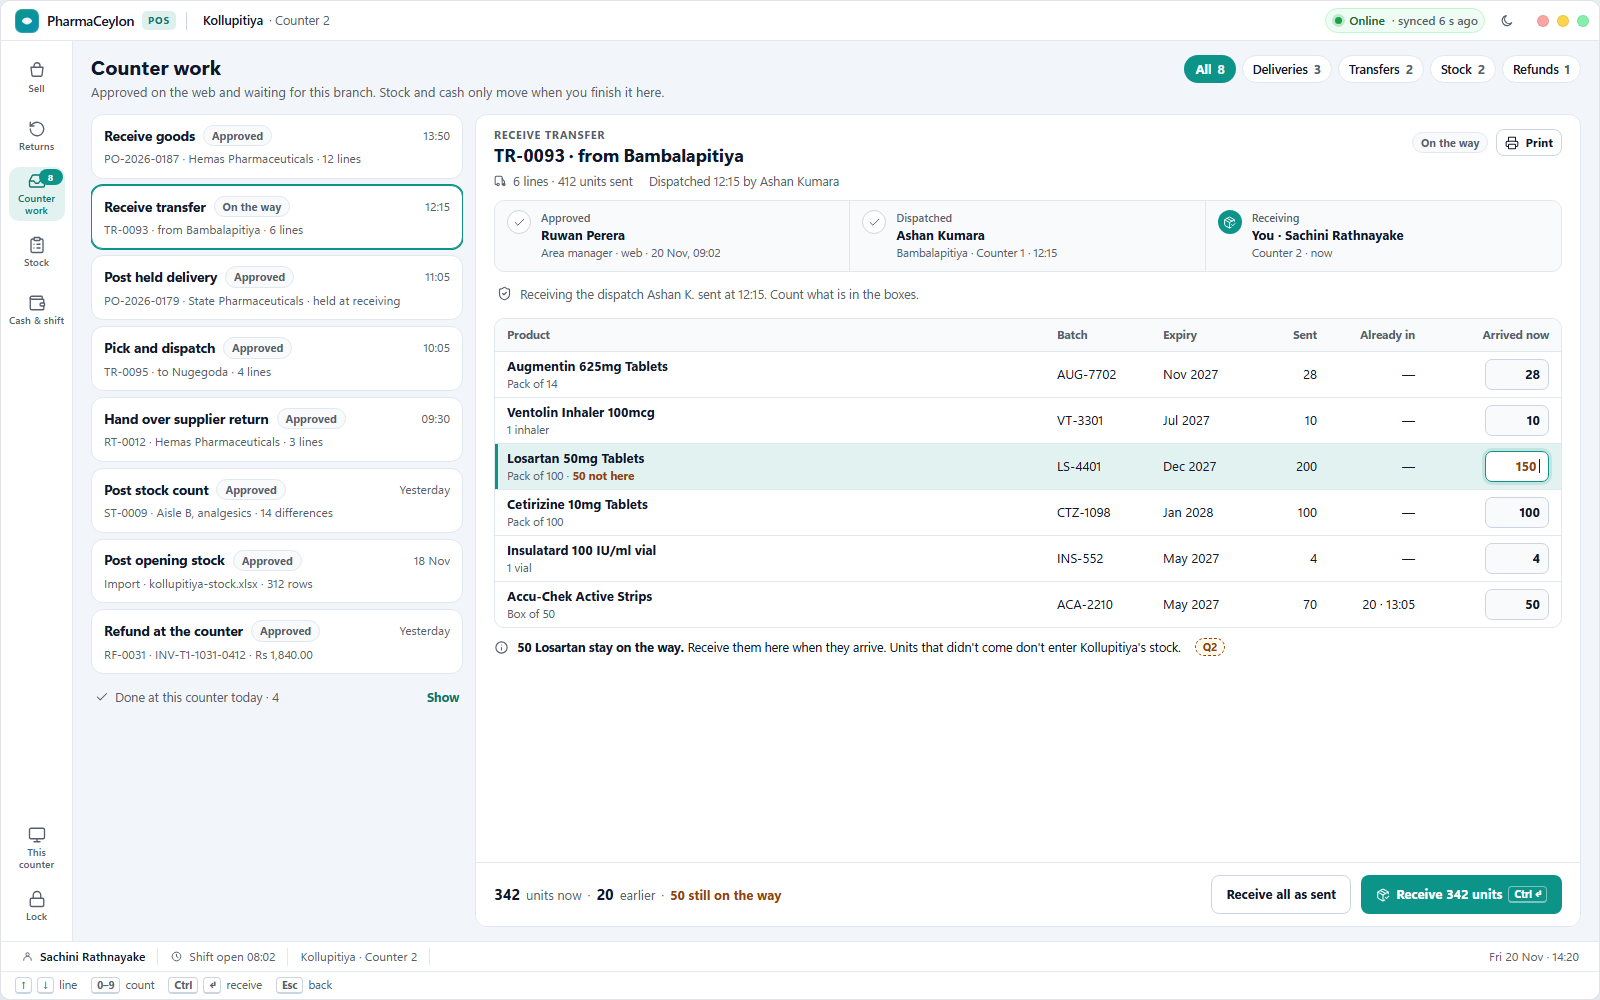 PharmaCeylon POS Kollupitiya · Counter 2
Online · synced 6 s ago
Sell
Returns
8
Counter
work
Stock
Cash & shift
This
counter
Lock
Counter work
Approved on the web and waiting for this branch. Stock and cash only move when you finish it here.
All 8 Deliveries 3 Transfers 2 Stock 2 Refunds 1
Receive goods Approved 13:50
PO-2026-0187 · Hemas Pharmaceuticals · 12 lines
Receive transfer On the way 12:15
TR-0093 · from Bambalapitiya · 6 lines
Post held delivery Approved 11:05
PO-2026-0179 · State Pharmaceuticals · held at receiving
Pick and dispatch Approved 10:05
TR-0095 · to Nugegoda · 4 lines
Hand over supplier return Approved 09:30
RT-0012 · Hemas Pharmaceuticals · 3 lines
Post stock count Approved Yesterday
ST-0009 · Aisle B, analgesics · 14 differences
Post opening stock Approved 18 Nov
Import · kollupitiya-stock.xlsx · 312 rows
Refund at the counter Approved Yesterday
RF-0031 · INV-T1-1031-0412 · Rs 1,840.00
Done at this counter today · 4 Show
RECEIVE TRANSFER
TR-0093 · from Bambalapitiya
On the way Print
6 lines · 412 units sent Dispatched 12:15 by Ashan Kumara
Approved
Ruwan Perera
Area manager · web · 20 Nov, 09:02
Dispatched
Ashan Kumara
Bambalapitiya · Counter 1 · 12:15
Receiving
You · Sachini Rathnayake
Counter 2 · now
Receiving the dispatch Ashan K. sent at 12:15. Count what is in the boxes.
Product Batch Expiry Sent Already in Arrived now
Augmentin 625mg Tablets
Pack of 14
AUG-7702 Nov 2027 28 — 28
Ventolin Inhaler 100mcg
1 inhaler
VT-3301 Jul 2027 10 — 10
Losartan 50mg Tablets
Pack of 100 · 50 not here
LS-4401 Dec 2027 200 — 150
Cetirizine 10mg Tablets
Pack of 100
CTZ-1098 Jan 2028 100 — 100
Insulatard 100 IU/ml vial
1 vial
INS-552 May 2027 4 — 4
Accu-Chek Active Strips
Box of 50
ACA-2210 May 2027 70 20 · 13:05 50
50 Losartan stay on the way. Receive them here when they arrive. Units that didn't come don't enter Kollupitiya's stock. Q2
342 units now · 20 earlier · 50 still on the way
Receive all as sent Receive 342 units Ctrl ↵
Sachini Rathnayake Shift open 08:02 Kollupitiya · Counter 2 Fri 20 Nov · 14:20
↑ ↓ line 0–9 count Ctrl ↵ receive Esc back